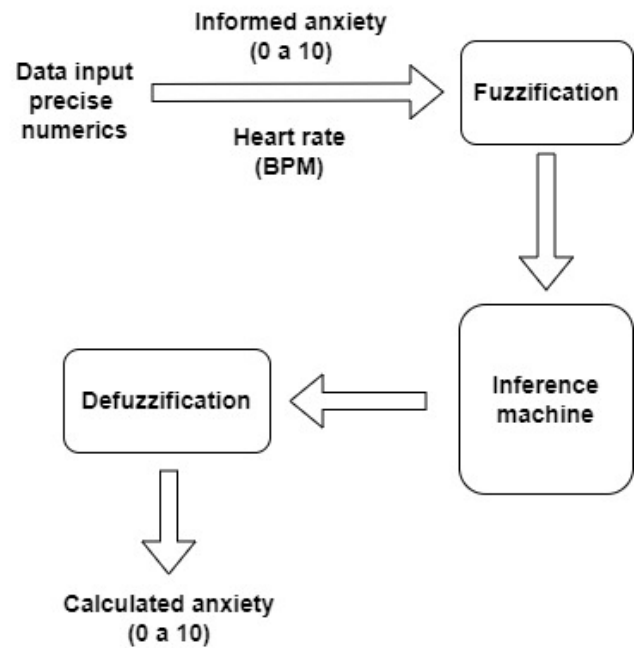 Informed anxiety
(0 a 10)
Data input
precise
numerics
Heart rate
(BPM)
Fuzzification
Inference
machine
Defuzzification
Calculated anxiety
(0 a 10)